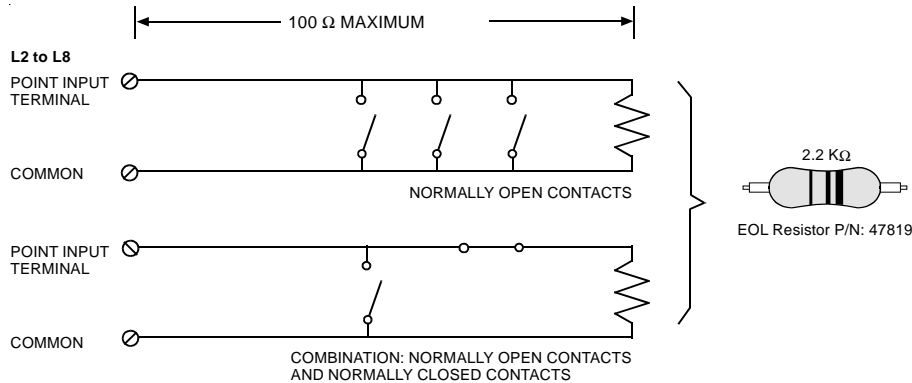 100 Ω MAXIMUM
L2 to L8
POINT INPUT
TERMINAL
COMMON
NORMALLY OPEN CONTACTS
2.2 KΩ
EOL Resistor P/N: 47819
POINT INPUT
TERMINAL
COMMON
COMBINATION: NORMALLY OPEN CONTACTS
AND NORMALLY CLOSED CONTACTS